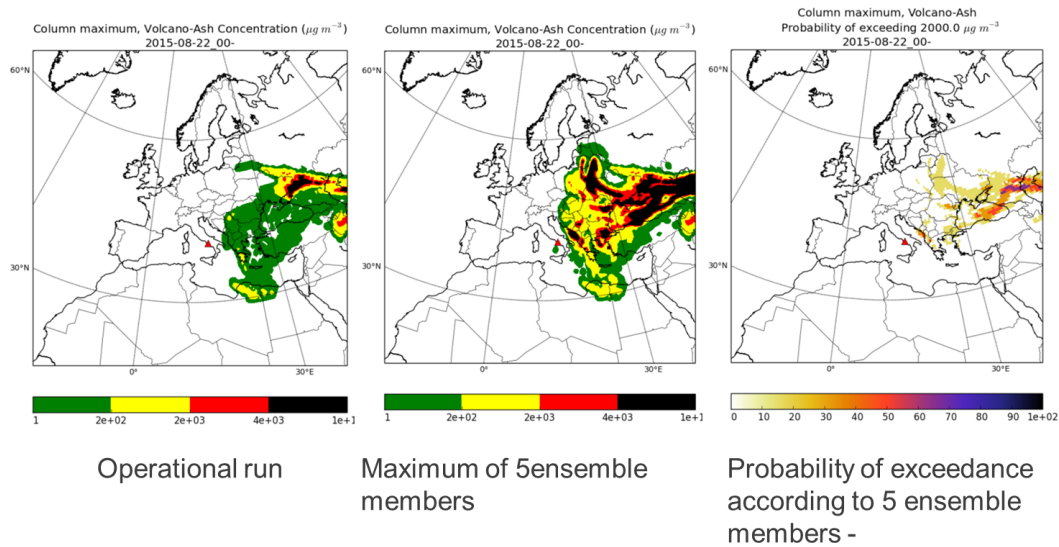 Column maximum, Volcano-Ash Concentration (μg m⁻³)
2015-08-22_00-
60°N
30°N
0°
30°E
1
2e+02
2e+03
4e+03
1e+1
Operational run
Column maximum, Volcano-Ash Concentration (μg m⁻³)
2015-08-22_00-
60°N
30°N
0°
30°E
1
2e+02
2e+03
4e+03
1e+1
Maximum of 5ensemble
members
Column maximum, Volcano-Ash
Probability of exceeding 2000.0 μg m⁻³
2015-08-22_00-
60°N
30°N
0°
30°E
0 10 20 30 40 50 60 70 80 90 1e+02
Probability of exceedance
according to 5 ensemble
members -